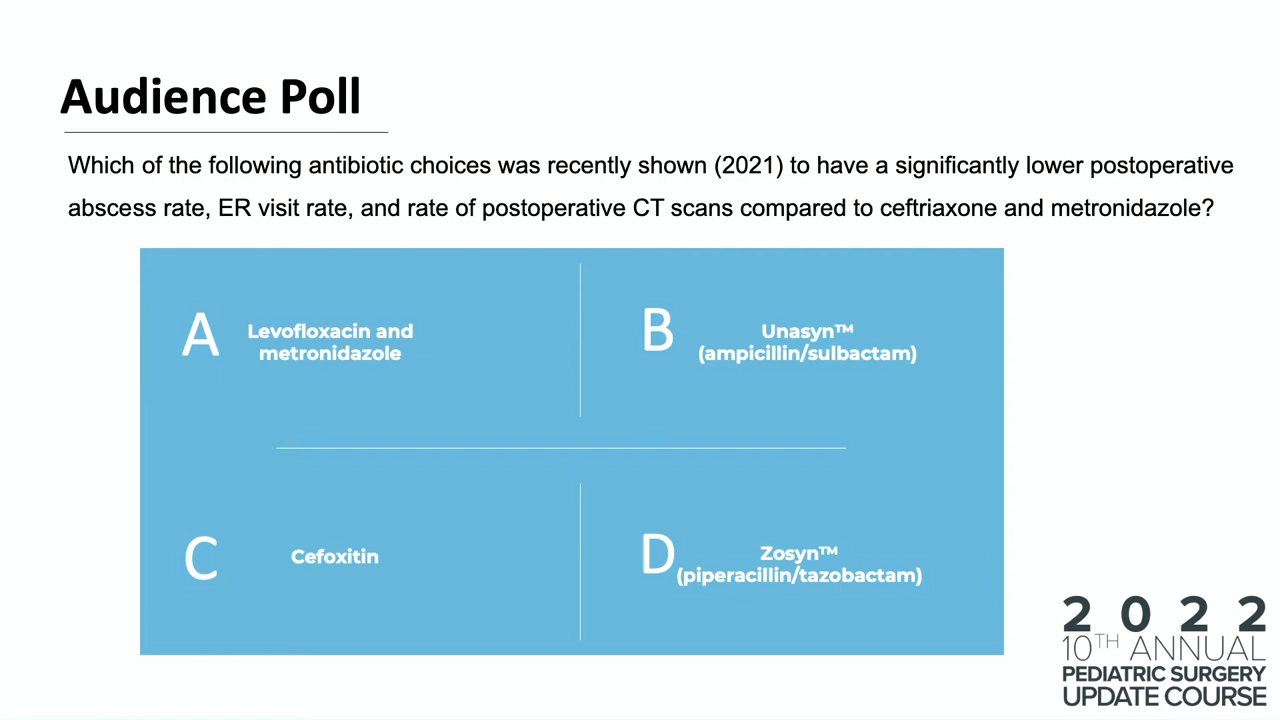 Audience Poll
Which of the following antibiotic choices was recently shown (2021) to have a significantly lower postoperative
abscess rate, ER visit rate, and rate of postoperative CT scans compared to ceftriaxone and metronidazole?
A
Levofloxacin and
metronidazole
B
Unasyn™
(ampicillin/sulbactam)
C
Cefoxitin
D
Zosyn™
(piperacillin/tazobactam)
2022
10TH ANNUAL
PEDIATRIC SURGERY
UPDATE COURSE